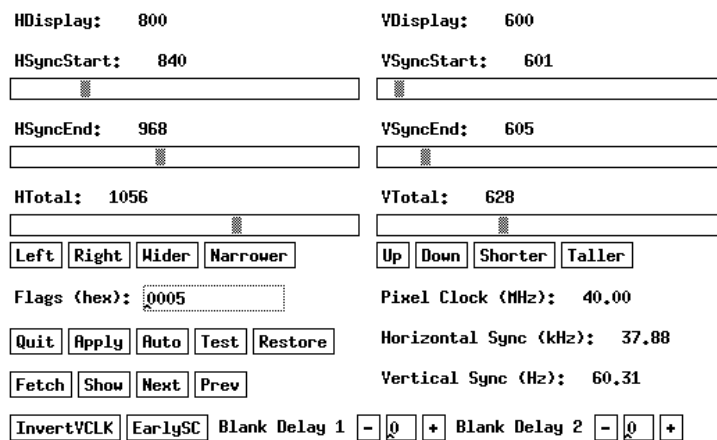 HDisplay: 800 VDisplay: 600
HSyncStart: 840 VSyncStart: 601
HSyncEnd: 968 VSyncEnd: 605
HTotal: 1056 VTotal: 628
Left Right Wider Narrower Up Down Shorter Taller
Flags (hex): 0005 Pixel Clock (MHz): 40.00
Quit Apply Auto Test Restore Horizontal Sync (kHz): 37.88
Fetch Show Next Prev Vertical Sync (Hz): 60.31
InvertVCLK EarlySC Blank Delay 1 - 0 + Blank Delay 2 - 0 +